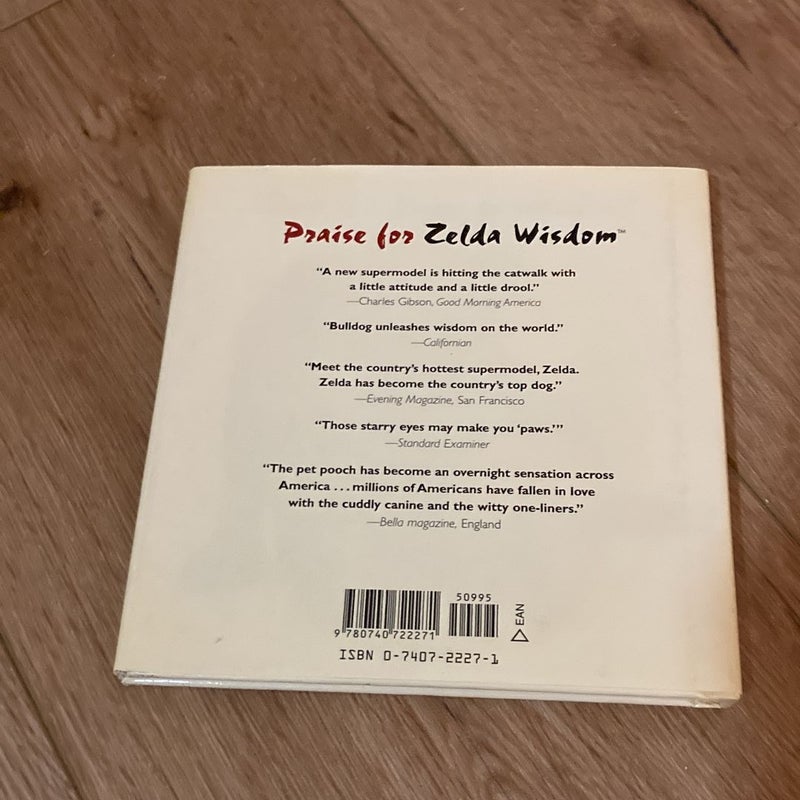 Praise for Zelda Wisdom™
“A new supermodel is hitting the catwalk with
a little attitude and a little drool.”
—Charles Gibson, Good Morning America
“Bulldog unleashes wisdom on the world.”
—Californian
“Meet the country’s hottest supermodel, Zelda.
Zelda has become the country’s top dog.”
—Evening Magazine, San Francisco
“Those starry eyes may make you ‘paws.’”
—Standard Examiner
“The pet pooch has become an overnight sensation across
America . . . millions of Americans have fallen in love
with the cuddly canine and the witty one-liners.”
—Bella magazine, England
50995
EAN
9 780740 722271
ISBN 0-7407-2227-1